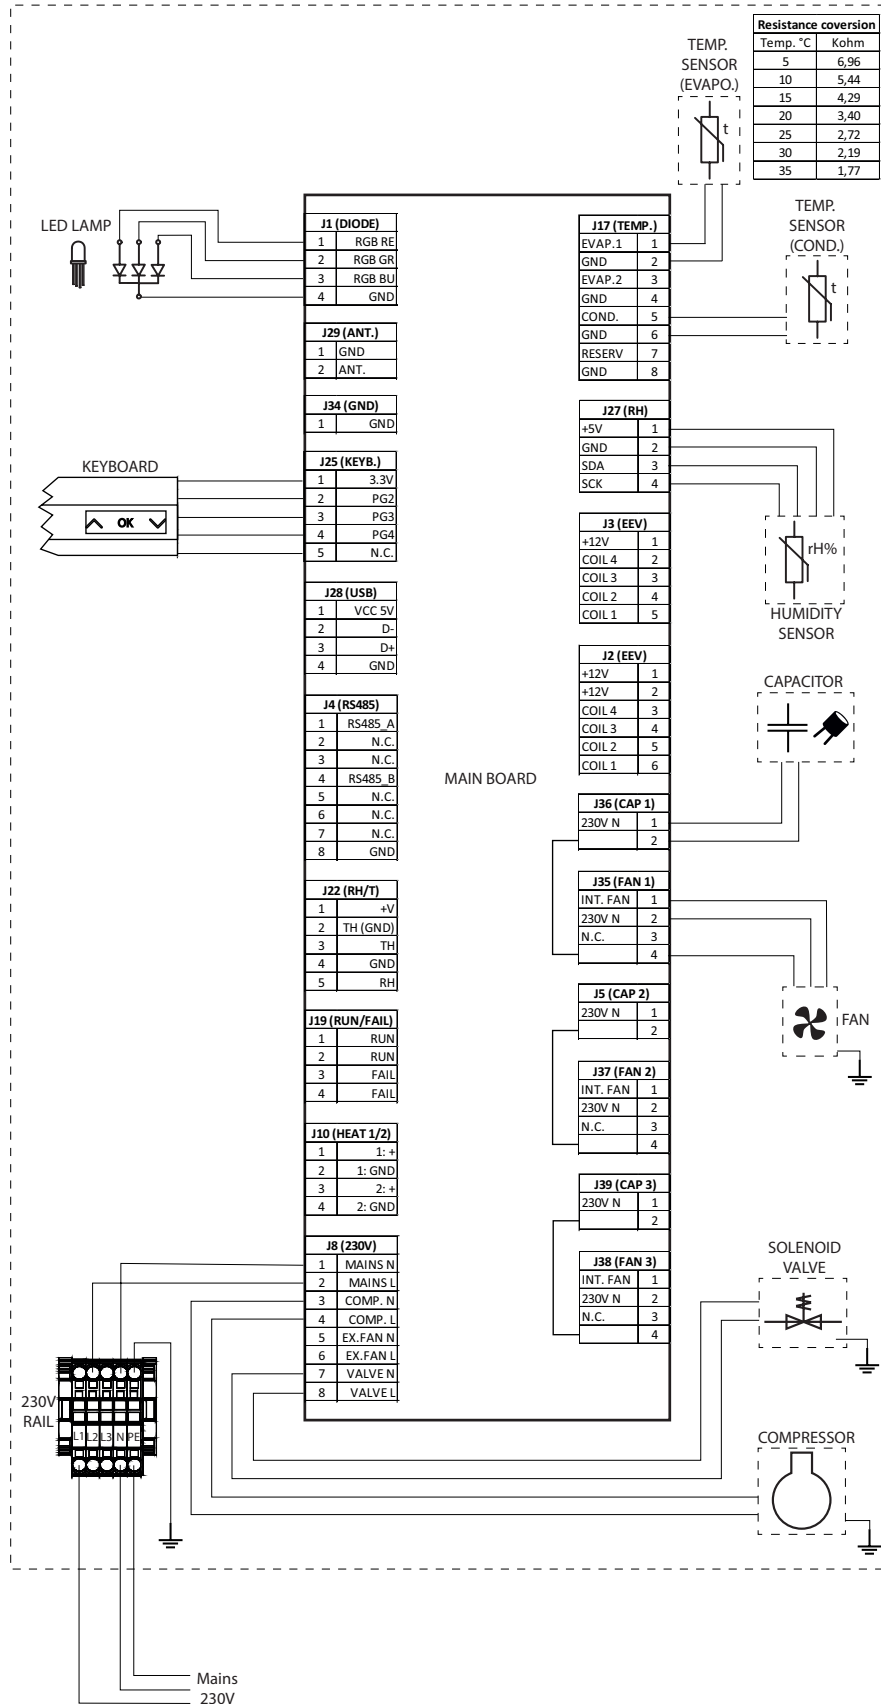 Resistance coversion
Temp. °C Kohm
5 6,96
10 5,44
15 4,29
20 3,40
25 2,72
30 2,19
35 1,77
TEMP.
SENSOR
(EVAPO.)
t
TEMP.
SENSOR
(COND.)
t
LED LAMP
J1 (DIODE)
1 RGB RE
2 RGB GR
3 RGB BU
4 GND
J29 (ANT.)
1 GND
2 ANT.
J34 (GND)
1 GND
KEYBOARD
OK
J25 (KEYB.)
1 3.3V
2 PG2
3 PG3
4 PG4
5 N.C.
J28 (USB)
1 VCC 5V
2 D-
3 D+
4 GND
J4 (RS485)
1 RS485_A
2 N.C.
3 N.C.
4 RS485_B
5 N.C.
6 N.C.
7 N.C.
8 GND
J22 (RH/T)
1 +V
2 TH (GND)
3 TH
4 GND
5 RH
J19 (RUN/FAIL)
1 RUN
2 RUN
3 FAIL
4 FAIL
J10 (HEAT 1/2)
1 1: +
2 1: GND
3 2: +
4 2: GND
J8 (230V)
1 MAINS N
2 MAINS L
3 COMP. N
4 COMP. L
5 EX.FAN N
6 EX.FAN L
7 VALVE N
8 VALVE L
MAIN BOARD
J17 (TEMP.)
EVAP.1 1
GND 2
EVAP.2 3
GND 4
COND. 5
GND 6
RESERV 7
GND 8
J27 (RH)
+5V 1
GND 2
SDA 3
SCK 4
rH%
HUMIDITY
SENSOR
J3 (EEV)
+12V 1
COIL 4 2
COIL 3 3
COIL 2 4
COIL 1 5
J2 (EEV)
+12V 1
+12V 2
COIL 4 3
COIL 3 4
COIL 2 5
COIL 1 6
CAPACITOR
J36 (CAP 1)
230V N 1
2
J35 (FAN 1)
INT. FAN 1
230V N 2
N.C. 3
4
FAN
J5 (CAP 2)
230V N 1
2
J37 (FAN 2)
INT. FAN 1
230V N 2
N.C. 3
4
J39 (CAP 3)
230V N 1
2
J38 (FAN 3)
INT. FAN 1
230V N 2
N.C. 3
4
SOLENOID
VALVE
COMPRESSOR
230V
RAIL
L1 L2 L3 N PE
Mains
230V